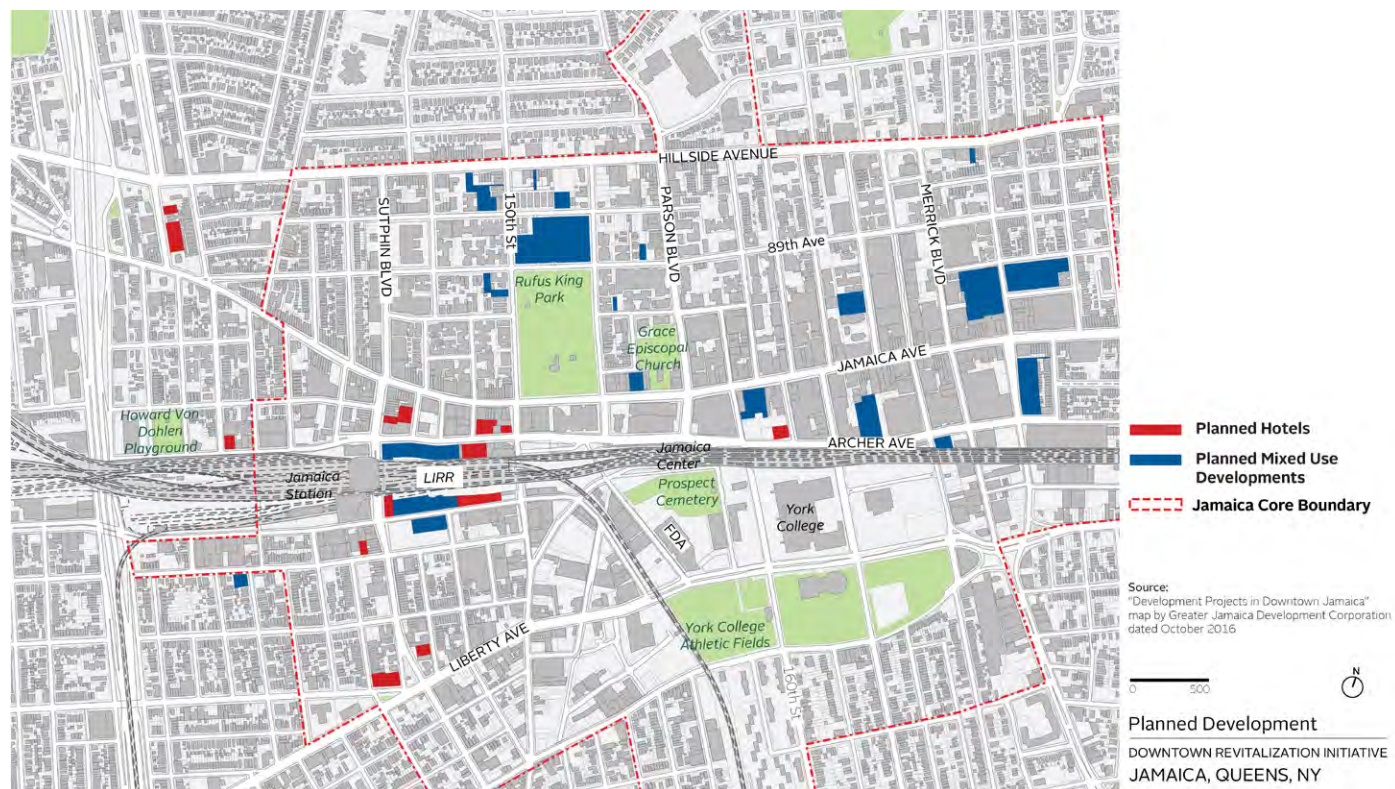 HILLSIDE AVENUE
SUTPHIN BLVD
150th St
PARSON BLVD
MERRICK BLVD
89th Ave
Rufus King
Park
Grace
Episcopal
Church
JAMAICA AVE
Howard Von
Dohlen
Playground
ARCHER AVE
Jamaica
Station
LIRR
Jamaica
Center
Prospect
Cemetery
York
College
FDA
York College
Athletic Fields
LIBERTY AVE
160th St
Planned Hotels
Planned Mixed Use
Developments
Jamaica Core Boundary
Source:
"Development Projects in Downtown Jamaica"
map by Greater Jamaica Development Corporation
dated October 2016
0 500
N
Planned Development
DOWNTOWN REVITALIZATION INITIATIVE
JAMAICA, QUEENS, NY